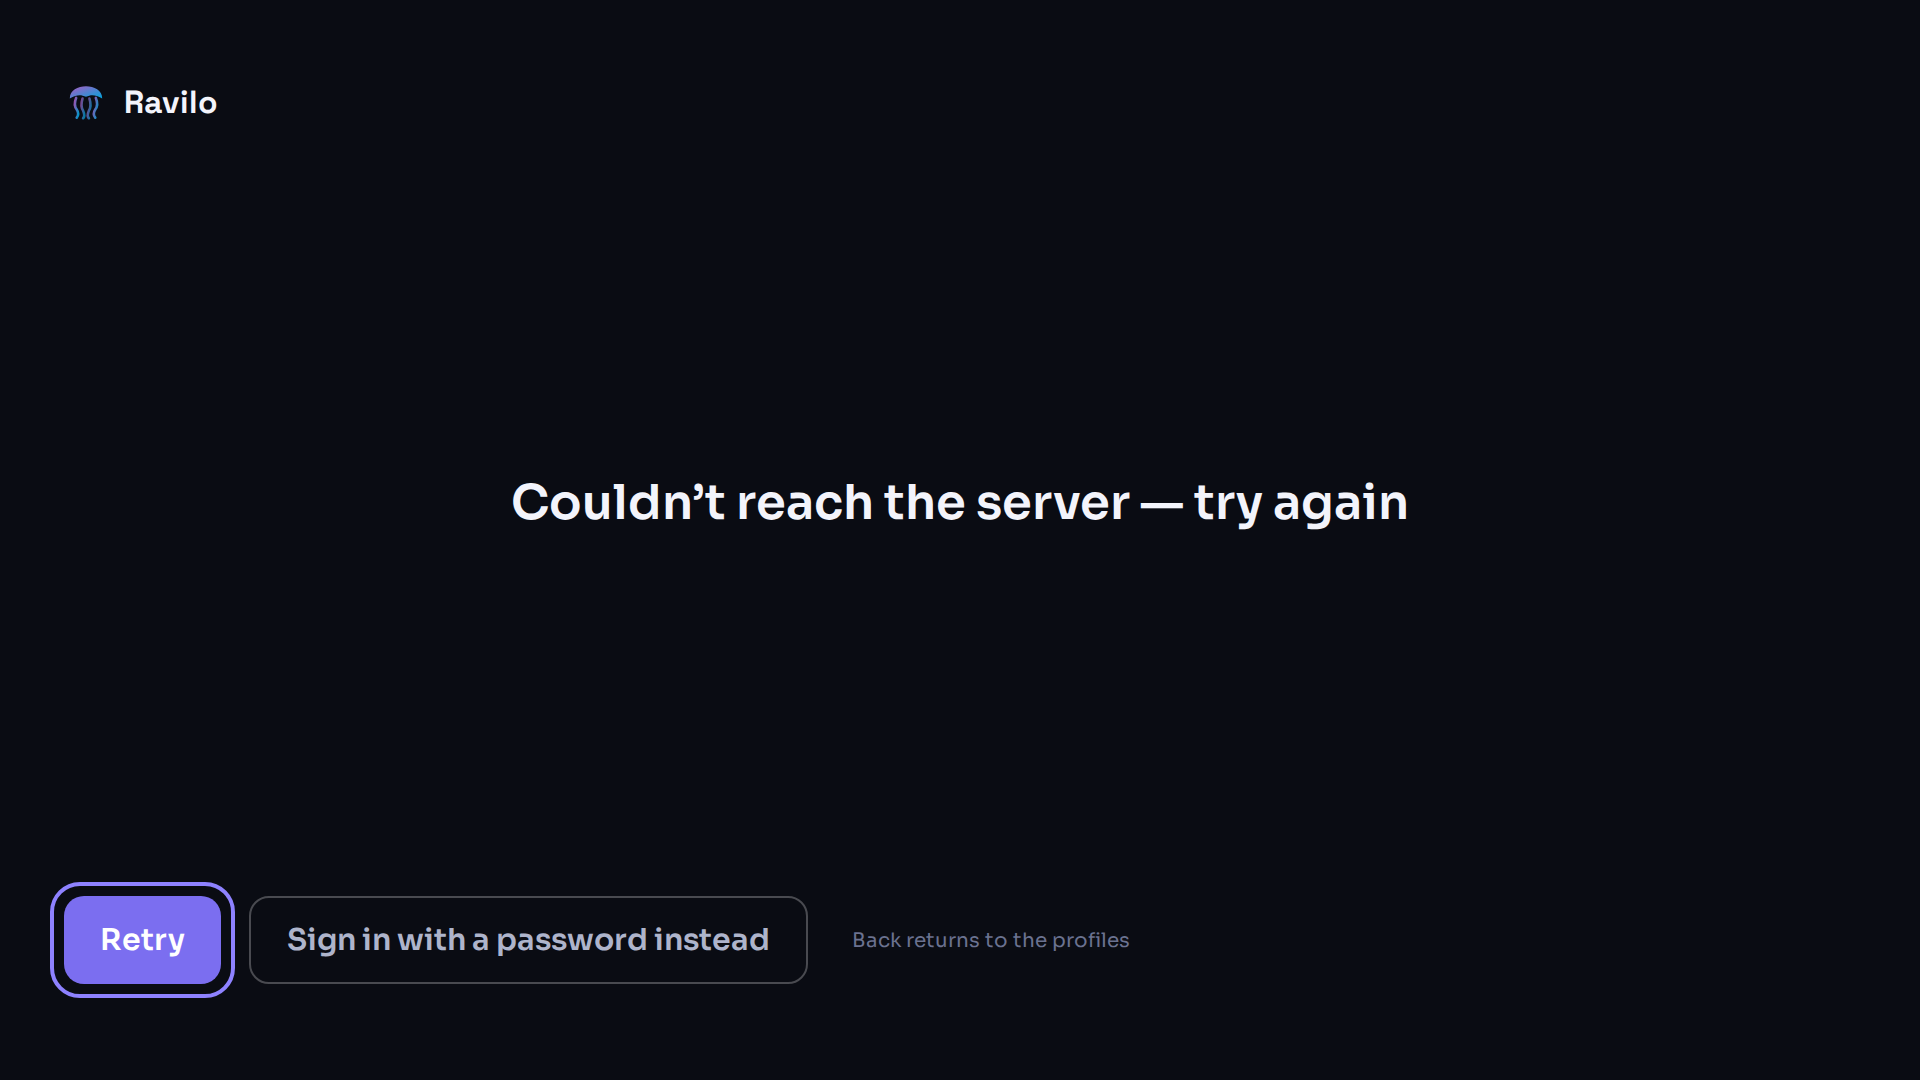 Ravilo
Couldn’t reach the server — try again
Retry
Sign in with a password instead
Back returns to the profiles